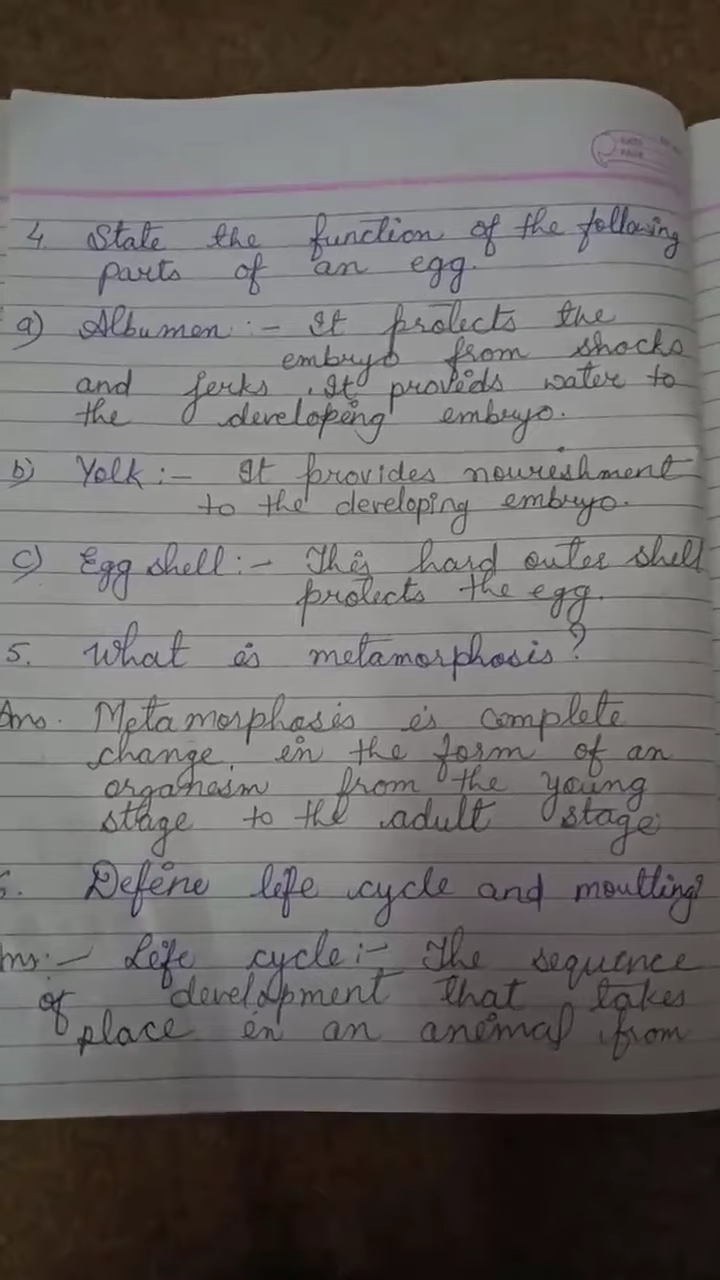 4. State the function of the following
parts of an egg.
a) Albumen :- It protects the
embryo from shocks
and jerks. It provids water to
the developing embryo.
b) Yolk :- It provides nourishment
to the developing embryo.
c) Egg shell :- This hard outer shell
protects the egg.
5. What is metamorphosis?
Ans. Metamorphosis is complete
change in the form of an
organism from the young
stage to the adult stage
6. Define life cycle and moulting?
Ans:- Life cycle :- The sequence
of development that takes
place in an animal from